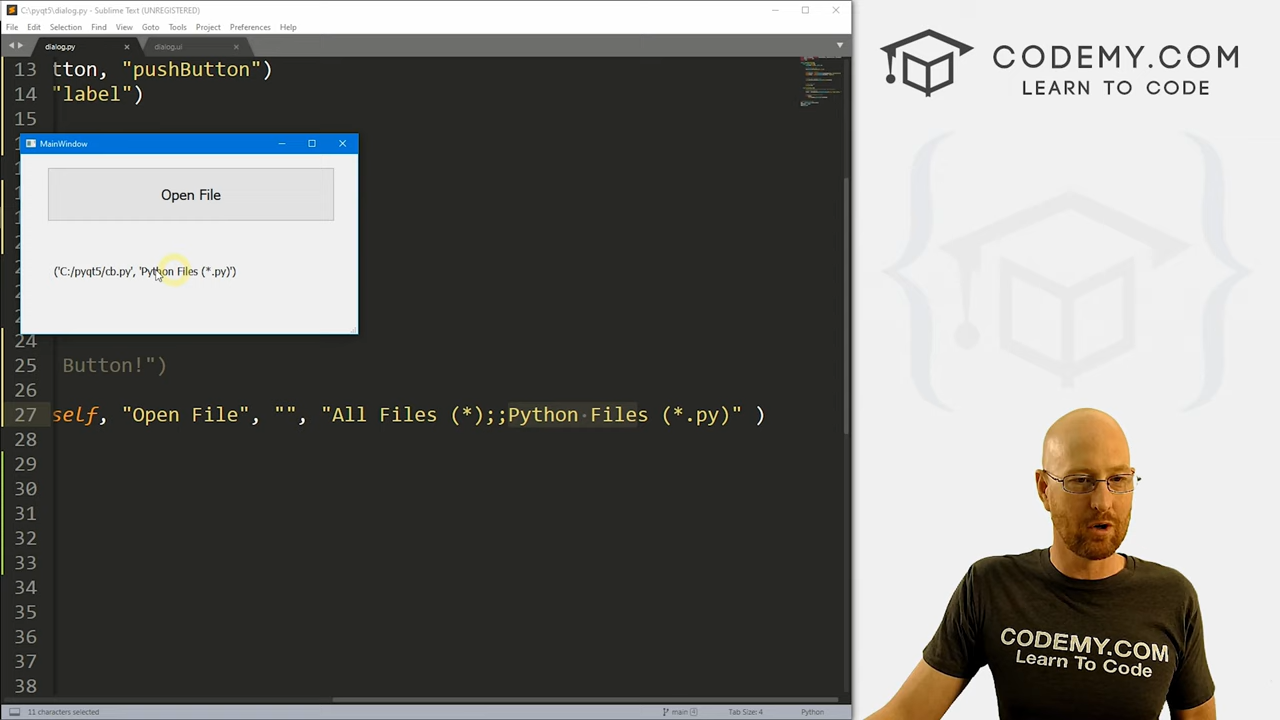 C:\pyqt5\dialog.py - Sublime Text (UNREGISTERED)
File Edit Selection Find View Goto Tools Project Preferences Help
dialog.py
dialog.ui
13 tton, "pushButton")
14 "label")
15
MainWindow
Open File
('C:/pyqt5/cb.py', 'Python Files (*.py)')
24
25 Button!")
26
27 self, "Open File", "", "All Files (*);;Python Files (*.py)" )
28
29
30
31
32
33
34
35
36
37
38
11 characters selected
main 4
Tab Size: 4
Python
CODEMY.COM
LEARN TO CODE
CODEMY.COM
Learn To Code